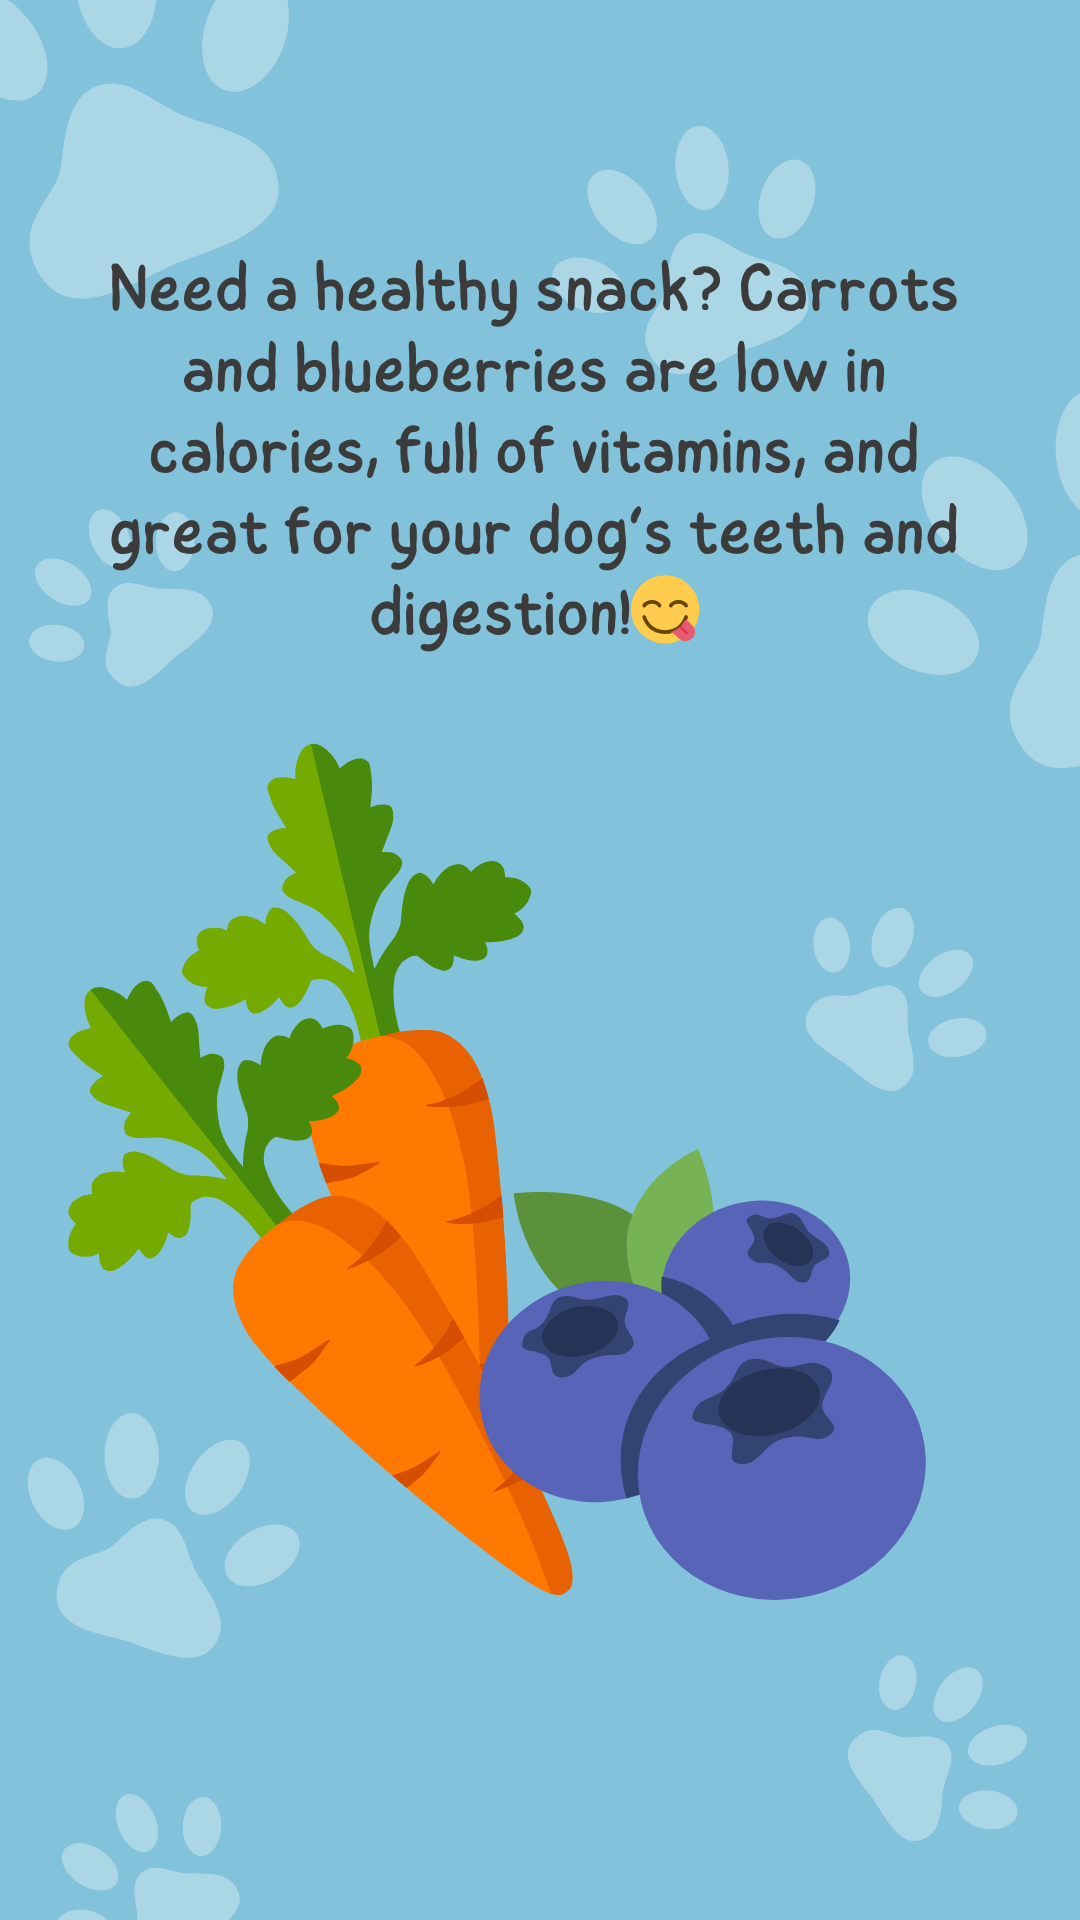 Need a healthy snack? Carrots
and blueberries are low in
calories, full of vitamins, and
great for your dog's teeth and
digestion!😋